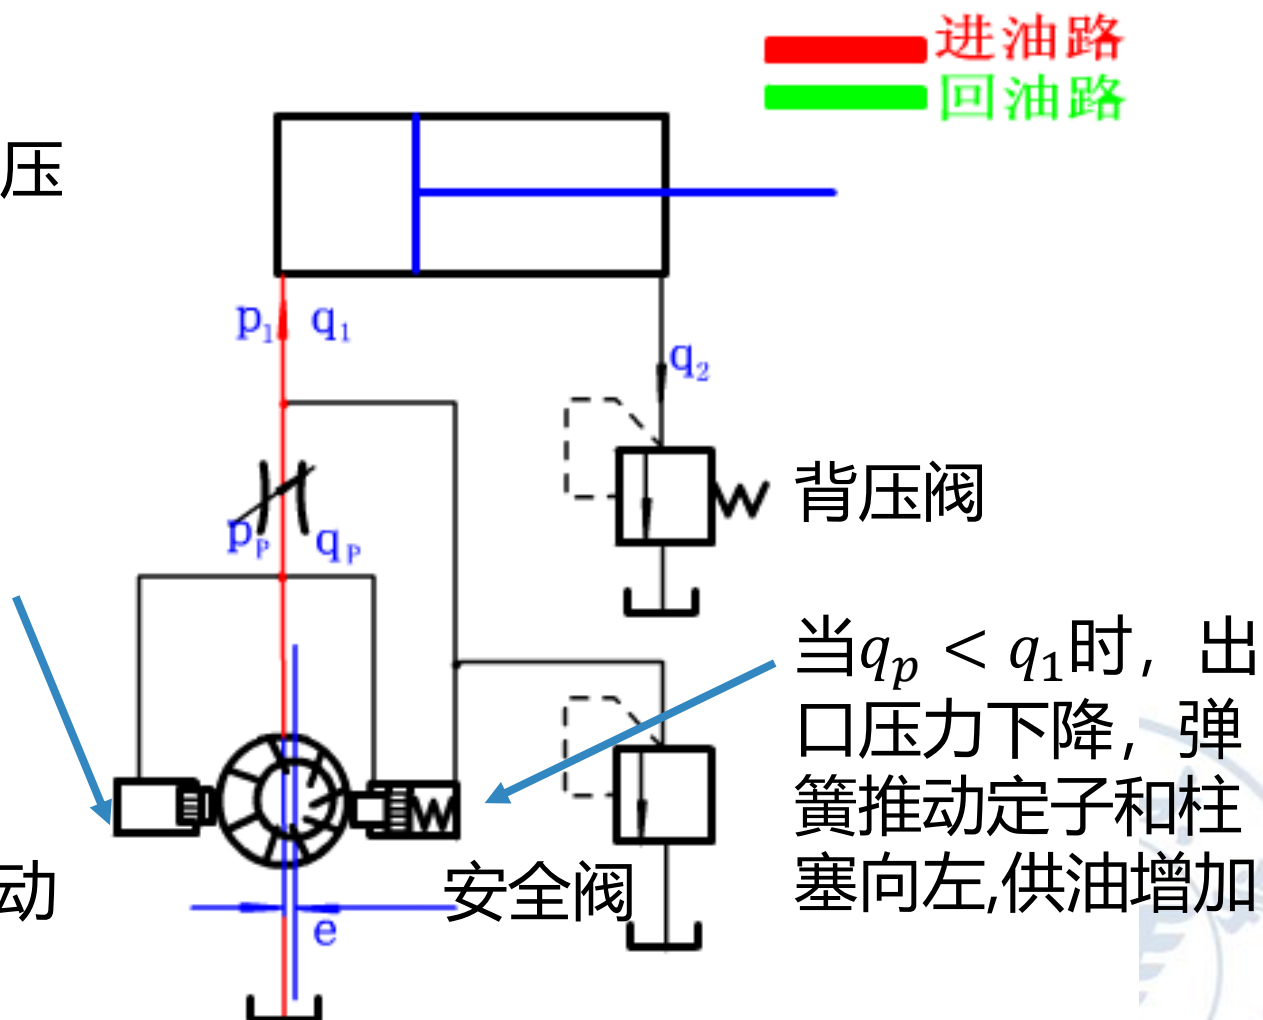 进油路
回油路
压
p₁ q₁
q₂
背压阀
pₚ qₚ
当qₚ < q₁时，出
口压力下降，弹
簧推动定子和柱
塞向左,供油增加
动
安全阀
e